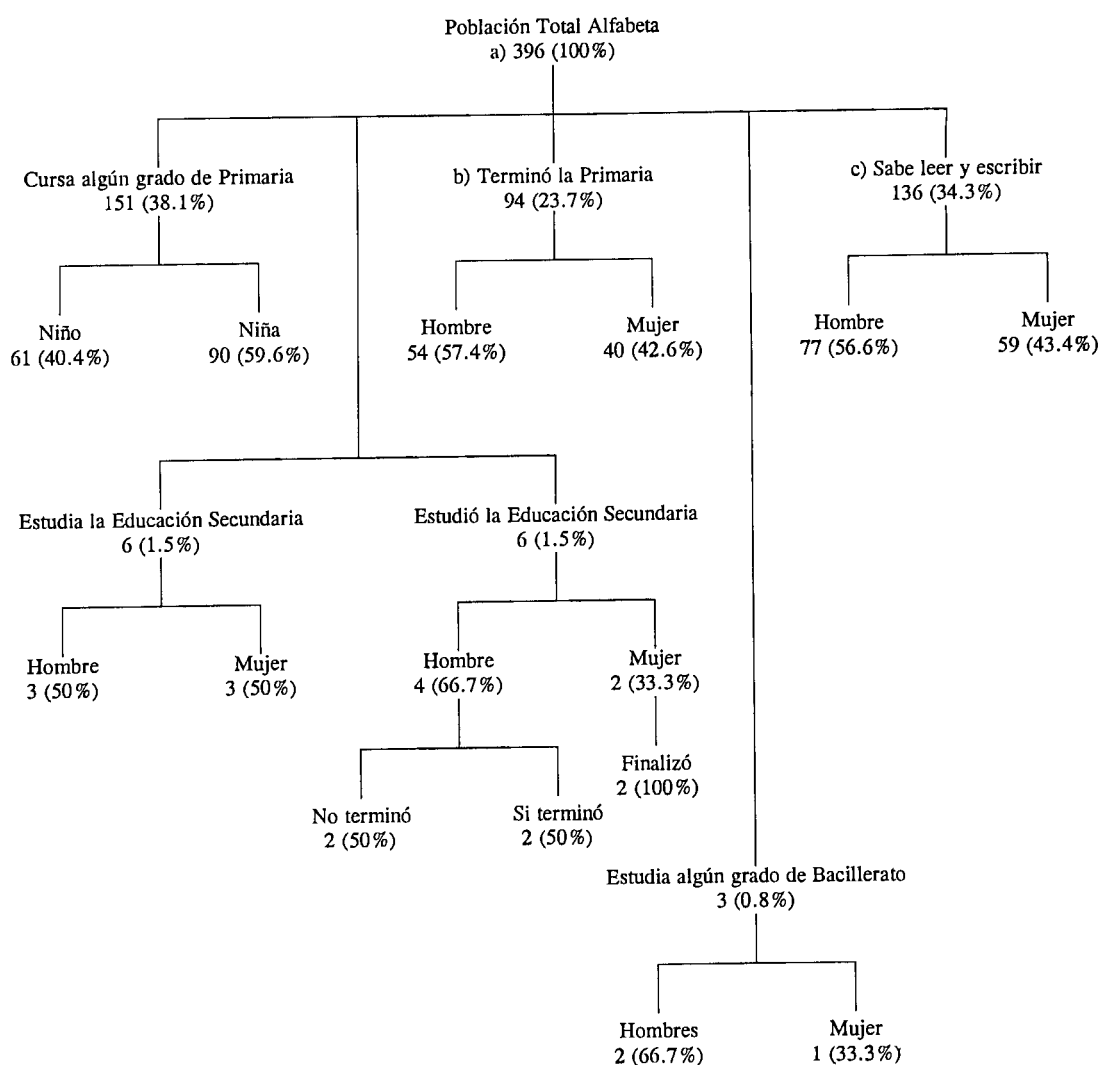 Población Total Alfabeta
a) 396 (100%)
Cursa algún grado de Primaria
151 (38.1%)
b) Terminó la Primaria
94 (23.7%)
c) Sabe leer y escribir
136 (34.3%)
Niño
61 (40.4%)
Niña
90 (59.6%)
Hombre
54 (57.4%)
Mujer
40 (42.6%)
Hombre
77 (56.6%)
Mujer
59 (43.4%)
Estudia la Educación Secundaria
6 (1.5%)
Estudió la Educación Secundaria
6 (1.5%)
Hombre
3 (50%)
Mujer
3 (50%)
Hombre
4 (66.7%)
Mujer
2 (33.3%)
Finalizó
2 (100%)
No terminó
2 (50%)
Si terminó
2 (50%)
Estudia algún grado de Bacillerato
3 (0.8%)
Hombres
2 (66.7%)
Mujer
1 (33.3%)